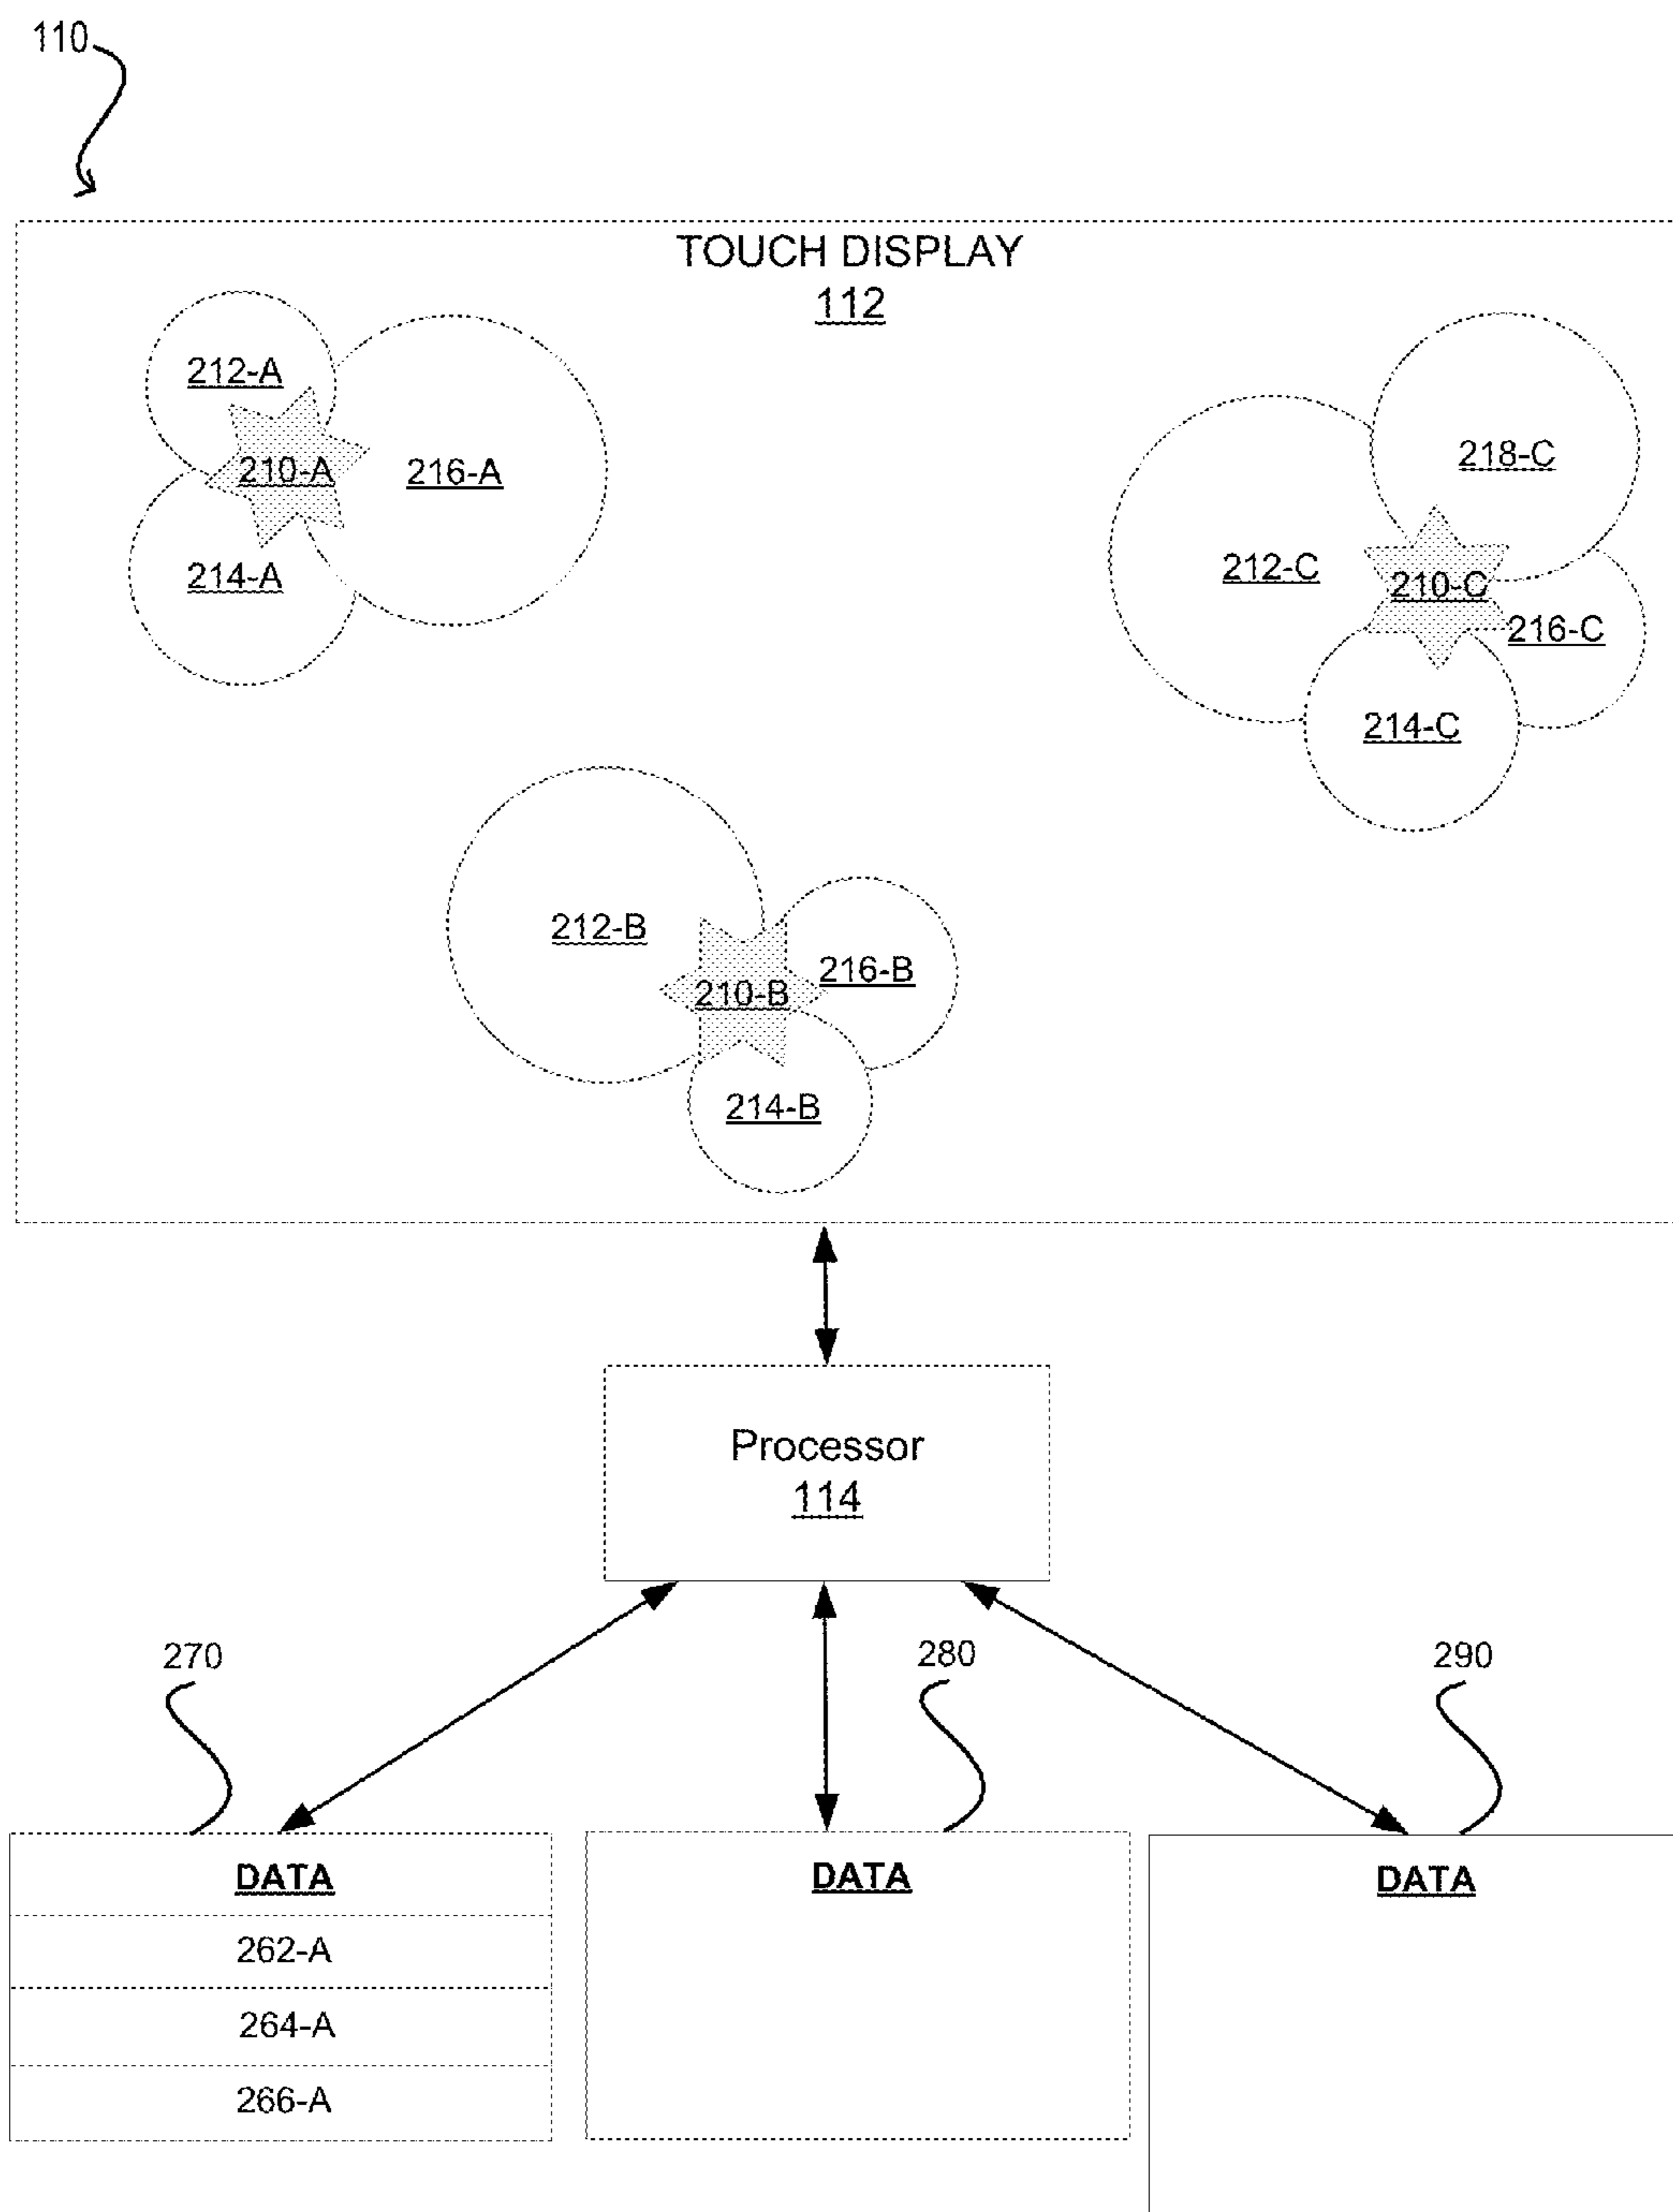 110
TOUCH DISPLAY
112
212-A
210-A
216-A
214-A
218-C
212-C
210-C
216-C
214-C
212-B
216-B
210-B
214-B
Processor
114
270
280
290
DATA
262-A
264-A
266-A
DATA
DATA